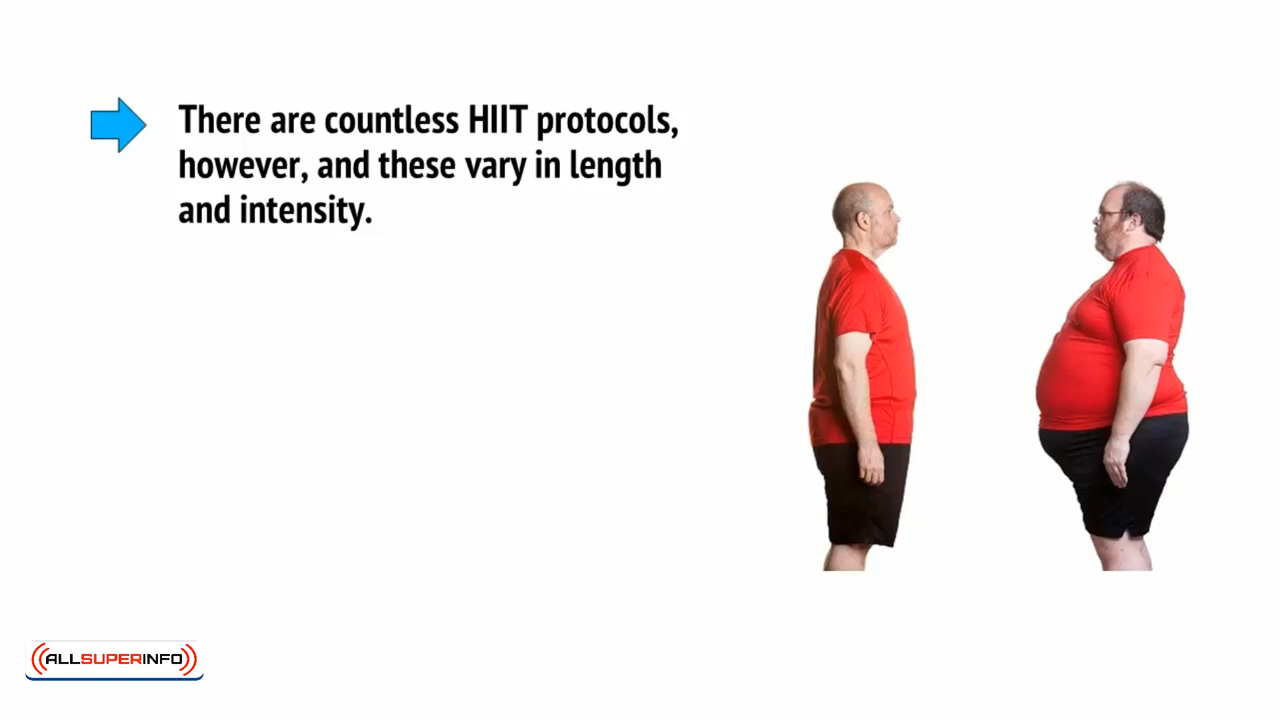 There are countless HIIT protocols,
however, and these vary in length
and intensity.
ALLSUPERINFO